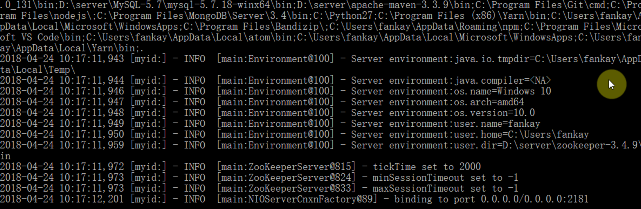 .0_131\bin;D:\server\MySQL-5.7\mysql-5.7.18-winx64\bin;D:\server\apache-maven-3.3.9\bin;C:\Program Files\Git\cmd;C:\Pro
gram Files\nodejs\;C:\Program Files\MongoDB\Server\3.4\bin;C:\Python27;C:\Program Files (x86)\Yarn\bin;C:\Users\fankay\
AppData\Local\Microsoft\WindowsApps;C:\Program Files\Bandizip\;C:\Users\fankay\AppData\Roaming\npm;C:\Program Files\Micros
oft VS Code\bin;C:\Users\fankay\AppData\Local\atom\bin;C:\Users\fankay\AppData\Local\Microsoft\WindowsApps;C:\Users\fan
kay\AppData\Local\Yarn\bin;.
2018-04-24 10:17:11,943 [myid:] - INFO [main:Environment@100] - Server environment:java.io.tmpdir=C:\Users\fankay\AppD
ata\Local\Temp\
2018-04-24 10:17:11,944 [myid:] - INFO [main:Environment@100] - Server environment:java.compiler=<NA>
2018-04-24 10:17:11,946 [myid:] - INFO [main:Environment@100] - Server environment:os.name=Windows 10
2018-04-24 10:17:11,947 [myid:] - INFO [main:Environment@100] - Server environment:os.arch=amd64
2018-04-24 10:17:11,948 [myid:] - INFO [main:Environment@100] - Server environment:os.version=10.0
2018-04-24 10:17:11,949 [myid:] - INFO [main:Environment@100] - Server environment:user.name=fankay
2018-04-24 10:17:11,950 [myid:] - INFO [main:Environment@100] - Server environment:user.home=C:\Users\fankay
2018-04-24 10:17:11,959 [myid:] - INFO [main:Environment@100] - Server environment:user.dir=D:\server\zookeeper-3.4.9\b
in
2018-04-24 10:17:11,972 [myid:] - INFO [main:ZooKeeperServer@815] - tickTime set to 2000
2018-04-24 10:17:11,973 [myid:] - INFO [main:ZooKeeperServer@824] - minSessionTimeout set to -1
2018-04-24 10:17:11,973 [myid:] - INFO [main:ZooKeeperServer@833] - maxSessionTimeout set to -1
2018-04-24 10:17:12,201 [myid:] - INFO [main:NIOServerCnxnFactory@89] - binding to port 0.0.0.0/0.0.0.0:2181